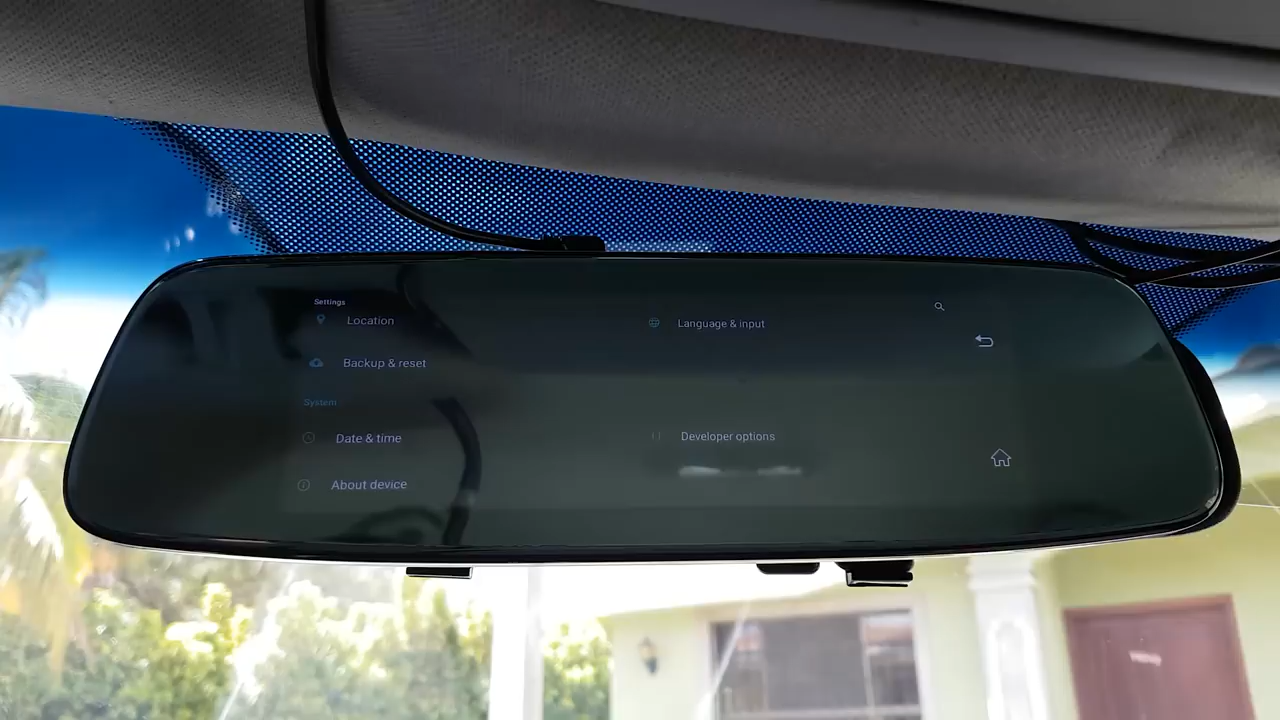 Settings
Location
Language & input
Backup & reset
System
Date & time
Developer options
About device